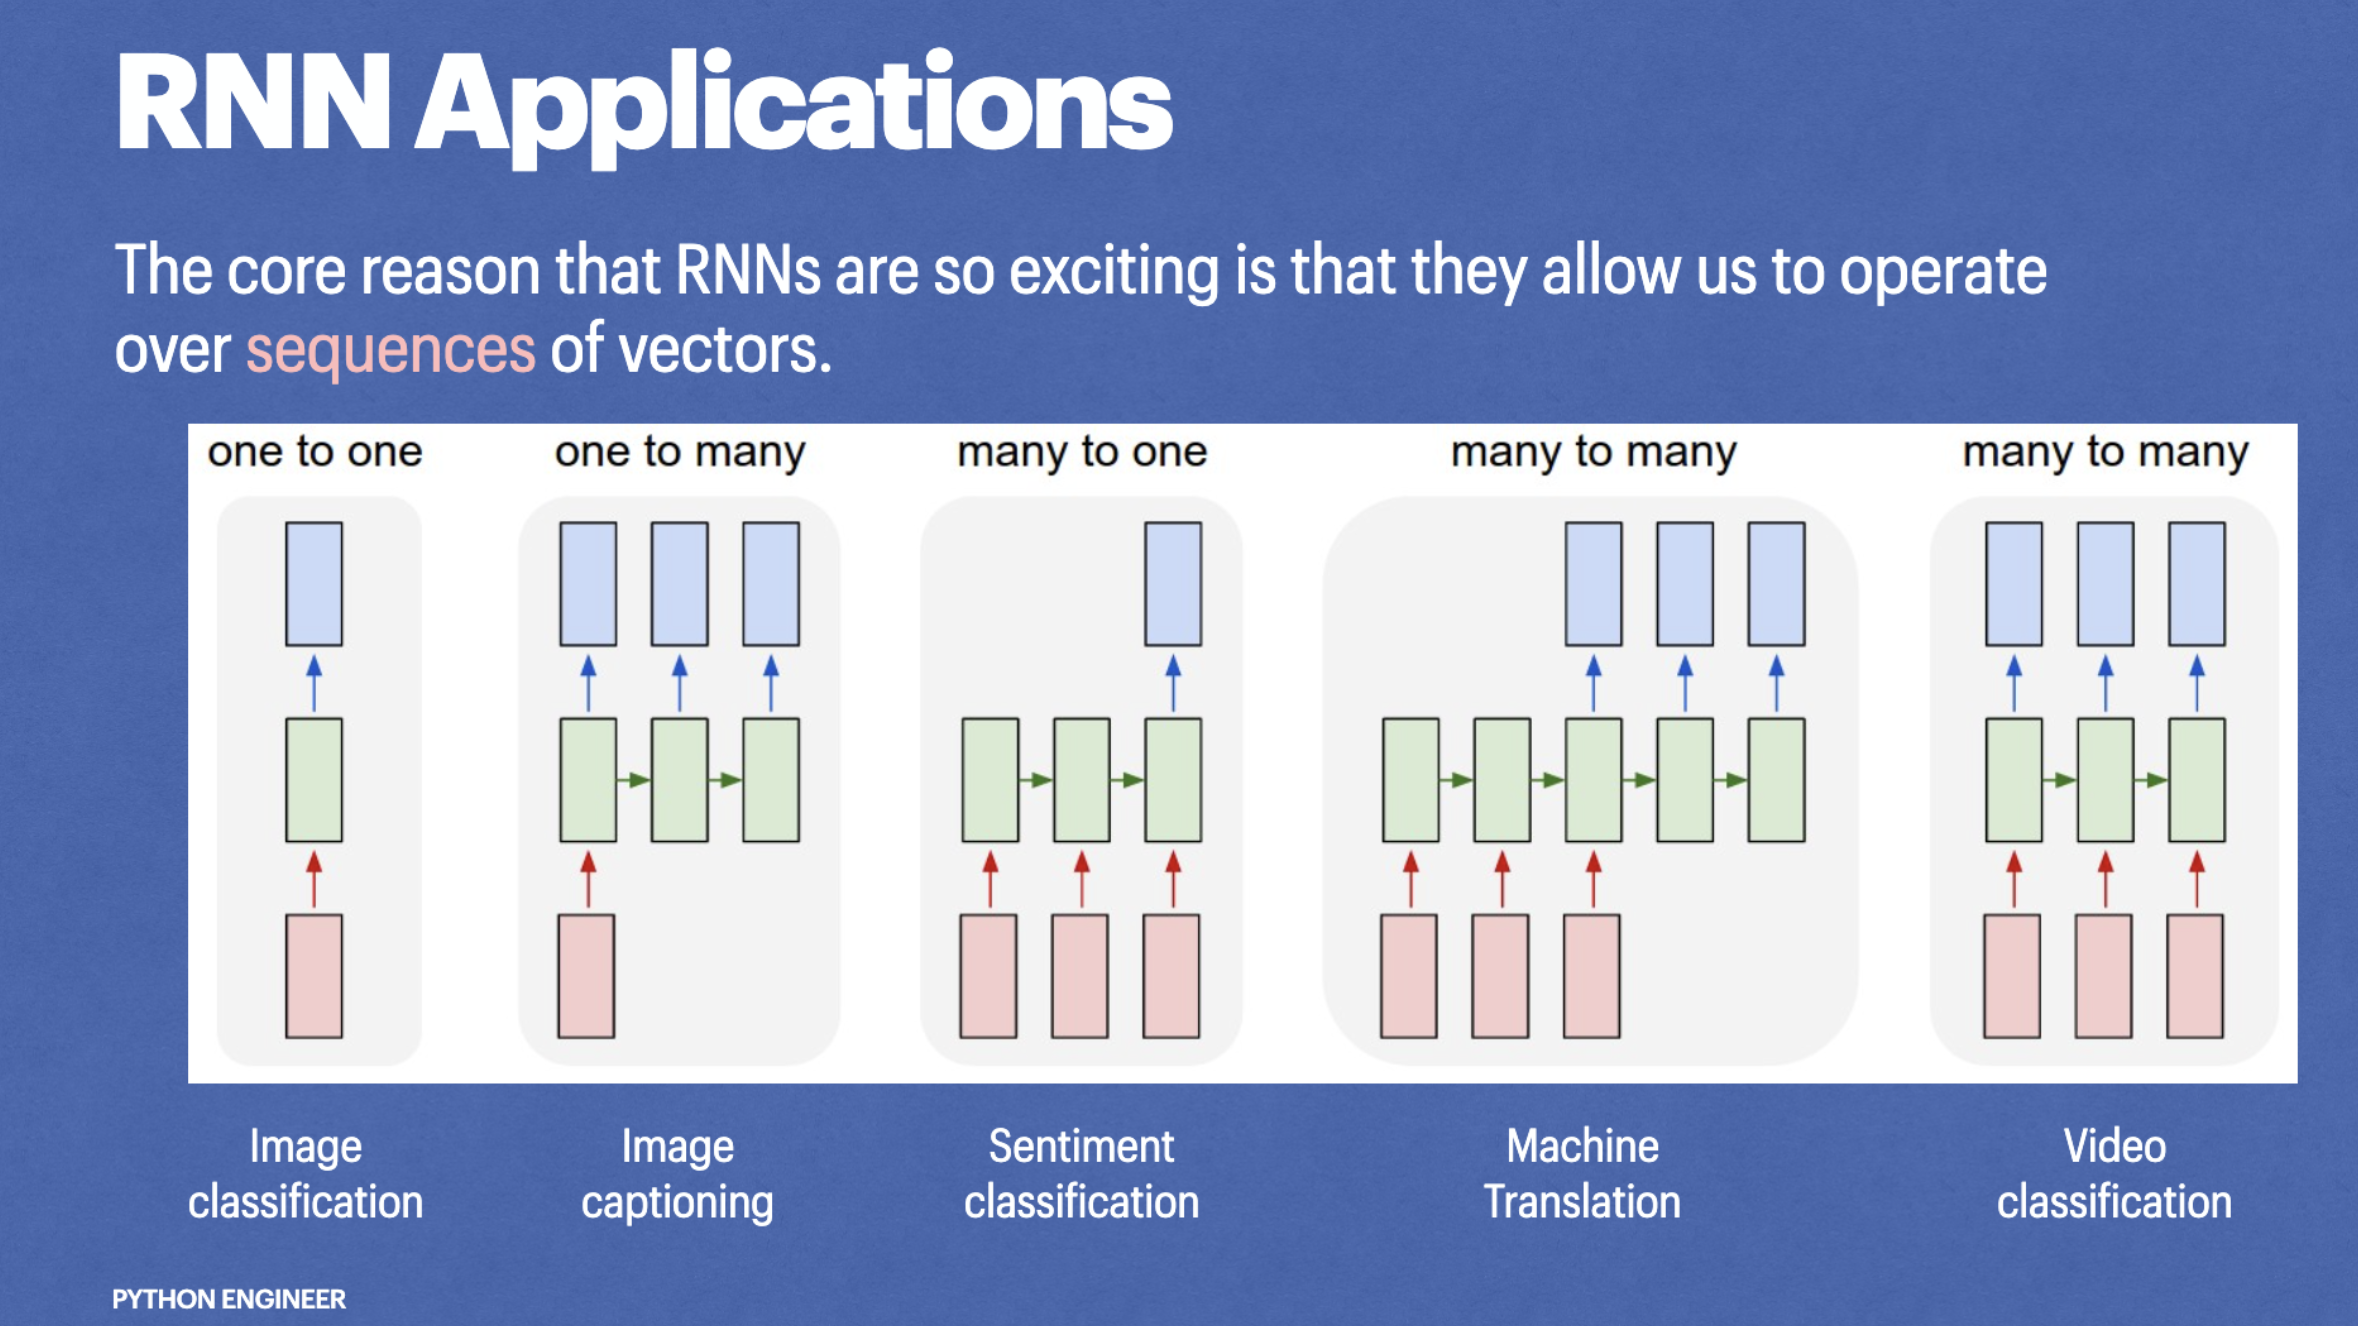 RNN Applications
The core reason that RNNs are so exciting is that they allow us to operate
over sequences of vectors.
one to one
one to many
many to one
many to many
many to many
Image
classification
Image
captioning
Sentiment
classification
Machine
Translation
Video
classification
PYTHON ENGINEER